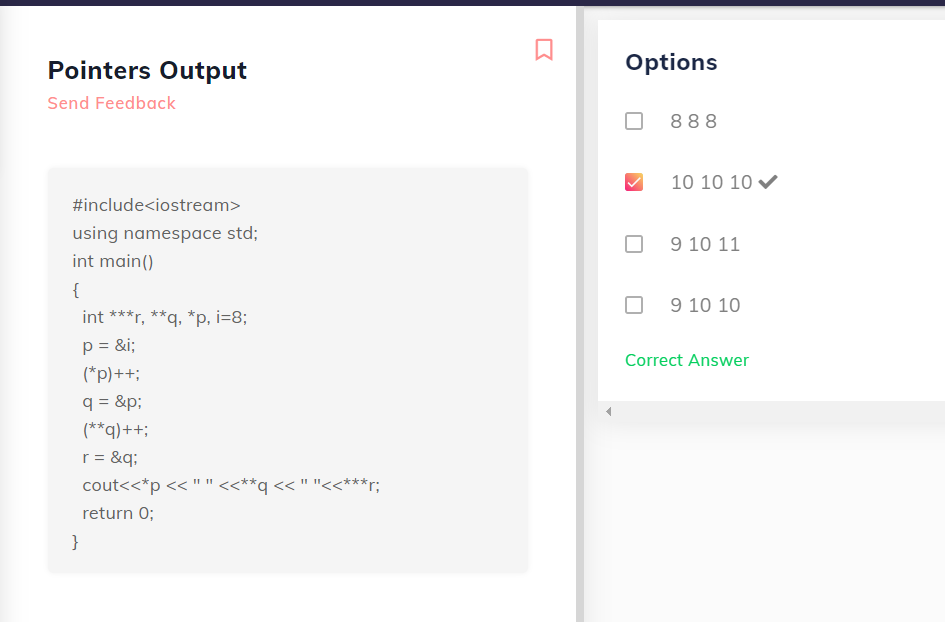 Pointers Output
Send Feedback
#include<iostream>
using namespace std;
int main()
{
int ***r, **q, *p, i=8;
p = &i;
(*p)++;
q = &p;
(**q)++;
r = &q;
cout<<*p << " " <<**q << " "<<***r;
return 0;
}
Options
8 8 8
10 10 10
9 10 11
9 10 10
Correct Answer